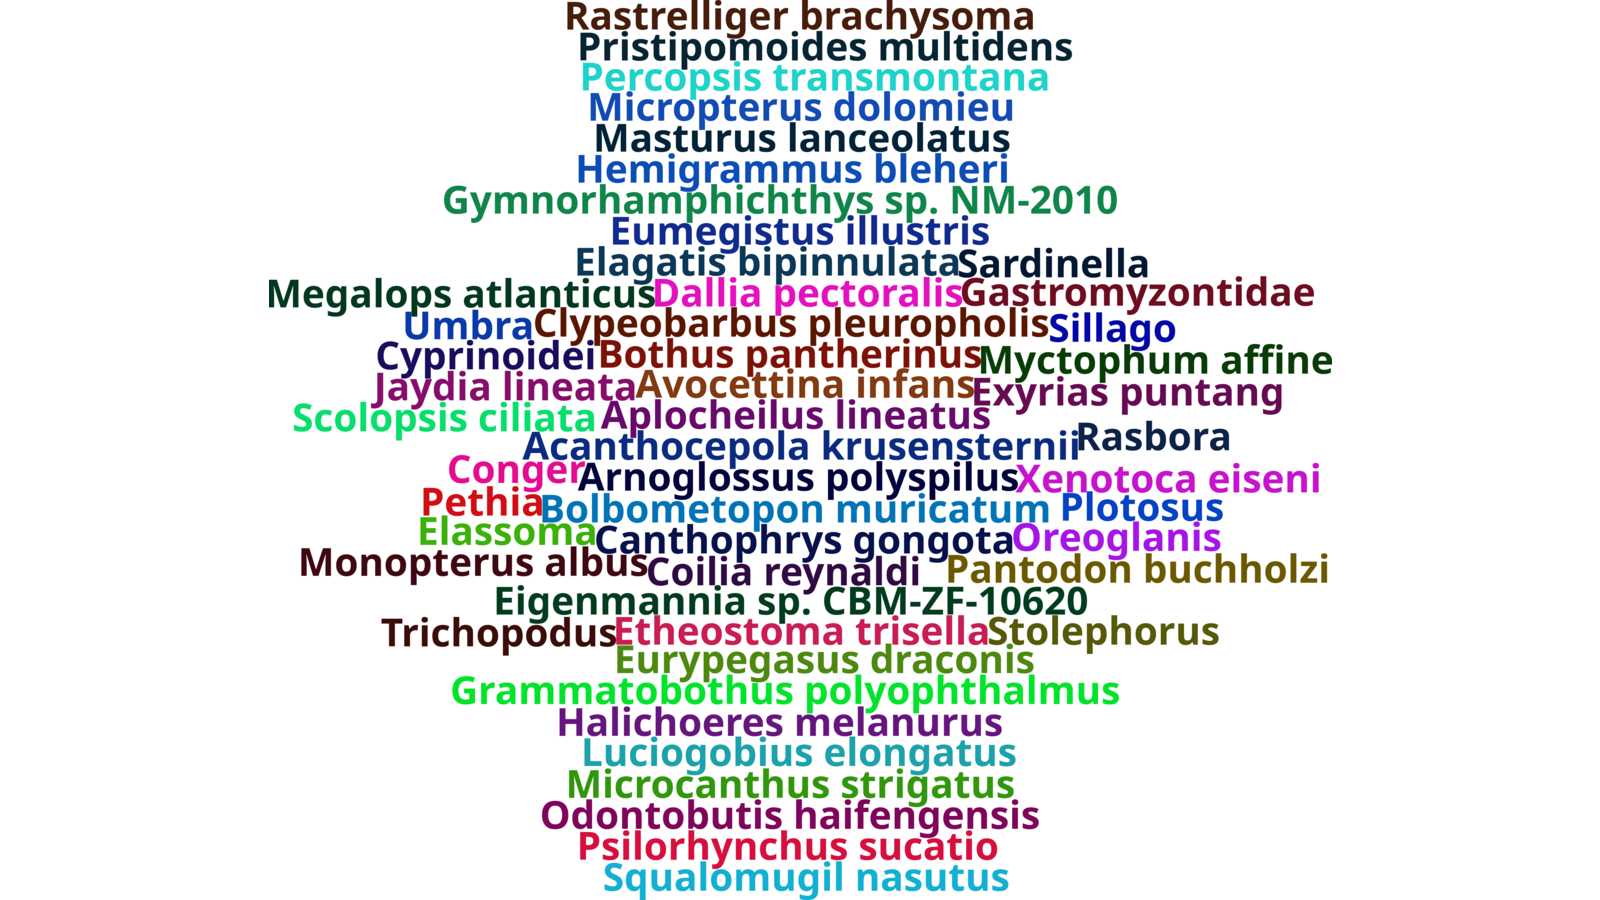 Rastrelliger brachysoma
Pristipomoides multidens
Percopsis transmontana
Micropterus dolomieu
Masturus lanceolatus
Hemigrammus bleheri
Gymnorhamphichthys sp. NM-2010
Eumegistus illustris
Elagatis bipinnulata Sardinella
Megalops atlanticus Dallia pectoralis Gastromyzontidae
Umbra Clypeobarbus pleuropholis Sillago
Cyprinoidei Bothus pantherinus Myctophum affine
Jaydia lineata Avocettina infans Exyrias puntang
Scolopsis ciliata Aplocheilus lineatus
Acanthocepola krusensternii Rasbora
Conger Arnoglossus polyspilus Xenotoca eiseni
Pethia Bolbometopon muricatum Plotosus
Elassoma Canthophrys gongota Oreoglanis
Monopterus albus Coilia reynaldi Pantodon buchholzi
Eigenmannia sp. CBM-ZF-10620
Trichopodus Etheostoma trisella Stolephorus
Eurypegasus draconis
Grammatobothus polyophthalmus
Halichoeres melanurus
Luciogobius elongatus
Microcanthus strigatus
Odontobutis haifengensis
Psilorhynchus sucatio
Squalomugil nasutus